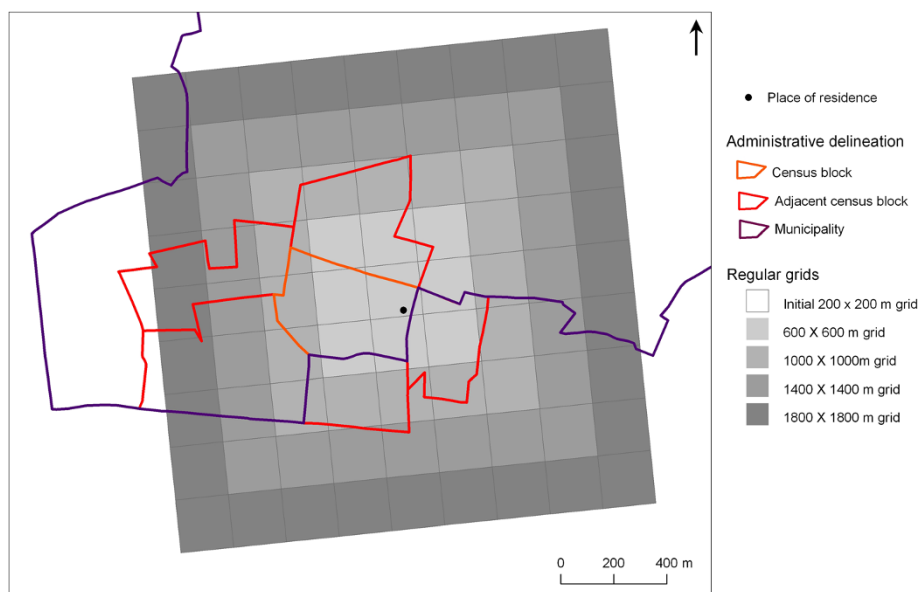 Place of residence
Administrative delineation
Census block
Adjacent census block
Municipality
Regular grids
Initial 200 x 200 m grid
600 X 600 m grid
1000 X 1000m grid
1400 X 1400 m grid
1800 X 1800 m grid
0 200 400 m